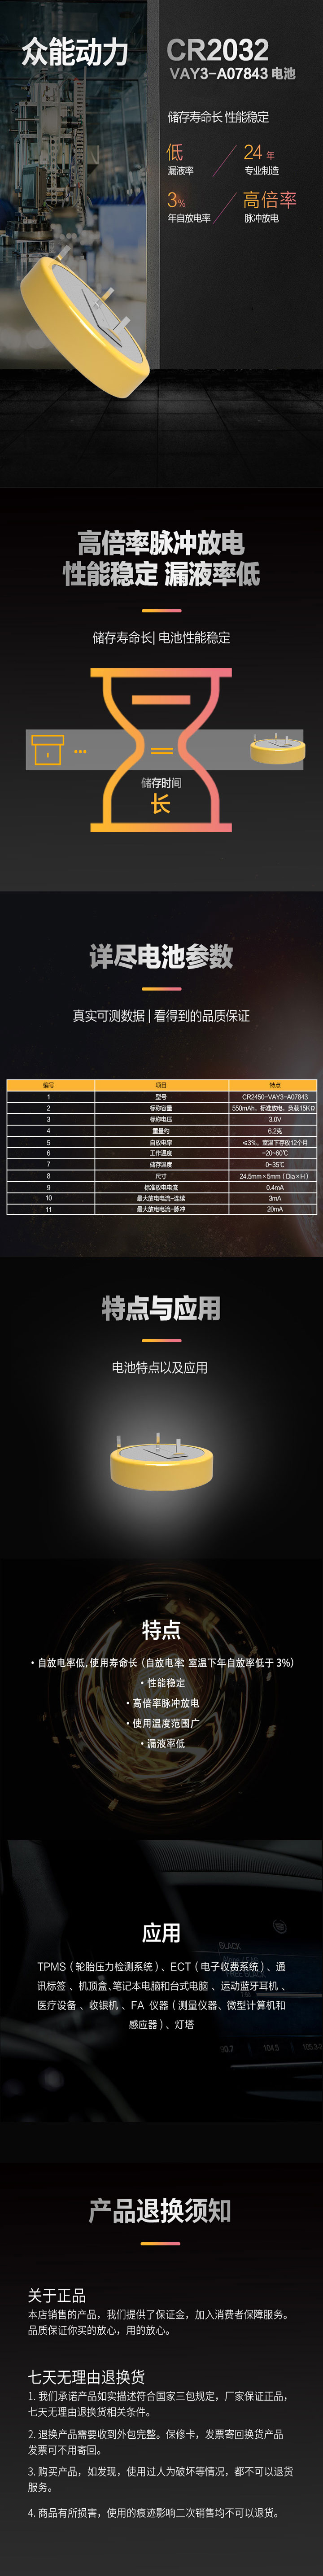 众能动力
CR2032
VAY3-A07843 电池
储存寿命长 性能稳定
低
漏液率
24 年
专业制造
3%
年自放电率
高倍率
脉冲放电
高倍率脉冲放电
性能稳定 漏液率低
储存寿命长| 电池性能稳定
储存时间
长
详尽电池参数
真实可测数据 | 看得到的品质保证
编号 项目 特点
1 型号 CR2450-VAY3-A07843
2 标称容量 550mAh，标准放电，负载15KΩ
3 标称电压 3.0V
4 重量约 6.2克
5 自放电率 ≤3%，室温下存放12个月
6 工作温度 -20~60℃
7 储存温度 0~35℃
8 尺寸 24.5mm×5mm（Dia×H）
9 标准放电电流 0.4mA
10 最大放电电流-连续 3mA
11 最大放电电流-脉冲 20mA
特点与应用
电池特点以及应用
特点
• 自放电率低, 使用寿命长（自放电率：室温下年自放率低于 3%）
• 性能稳定
• 高倍率脉冲放电
• 使用温度范围广
• 漏液率低
BLACK
应用
TPMS（轮胎压力检测系统）、ECT（电子收费系统）、通
讯标签 、机顶盒、笔记本电脑和台式电脑 、运动蓝牙耳机 、
医疗设备 、收银机 、FA 仪器（测量仪器、微型计算机和
感应器）、灯塔
104.5
产品退换须知
关于正品
本店销售的产品，我们提供了保证金，加入消费者保障服务。
品质保证你买的放心，用的放心。
七天无理由退换货
1. 我们承诺产品如实描述符合国家三包规定，厂家保证正品，
七天无理由退换货相关条件。
2. 退换产品需要收到外包完整。保修卡，发票寄回换货产品
发票可不用寄回。
3. 购买产品，如发现，使用过人为破坏等情况，都不可以退货
服务。
4. 商品有所损害，使用的痕迹影响二次销售均不可以退货。